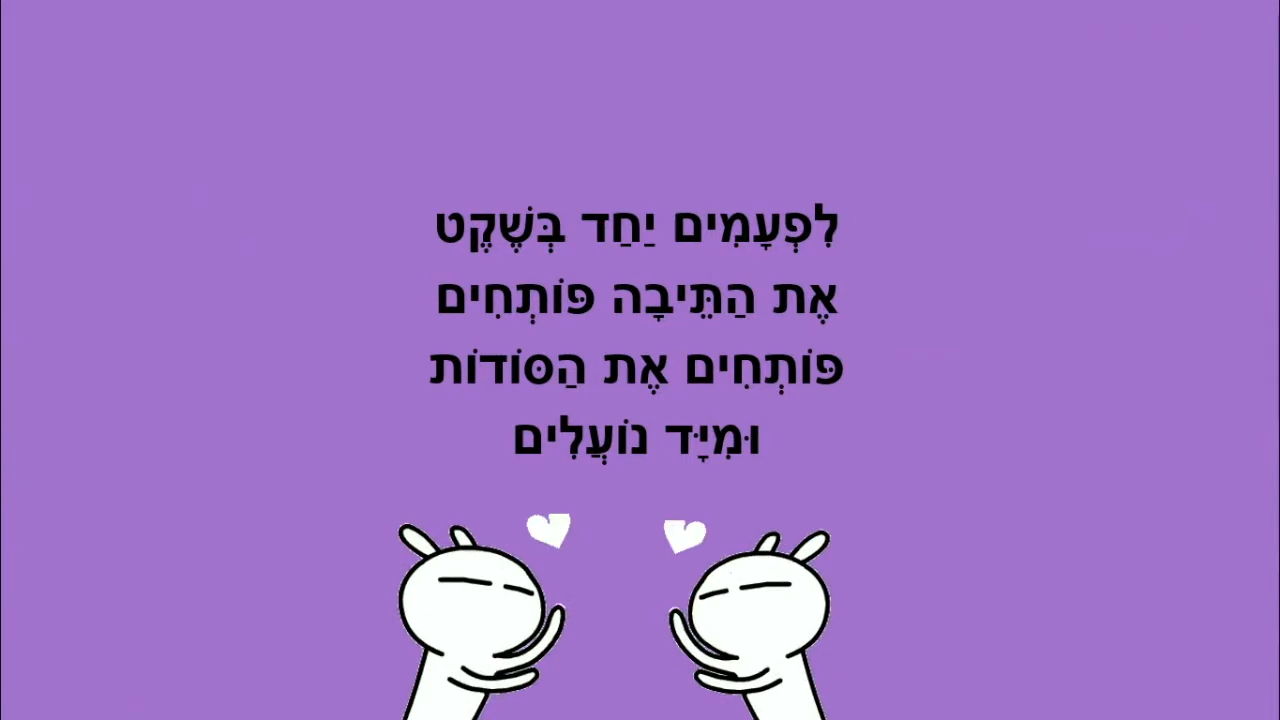 לִפְעָמִים יַחַד בְּשֶׁקֶט
אֶת הַתֵּיבָה פּוֹתְחִים
פּוֹתְחִים אֶת הַסּוֹדוֹת
וּמִיָּד נוֹעֲלִים